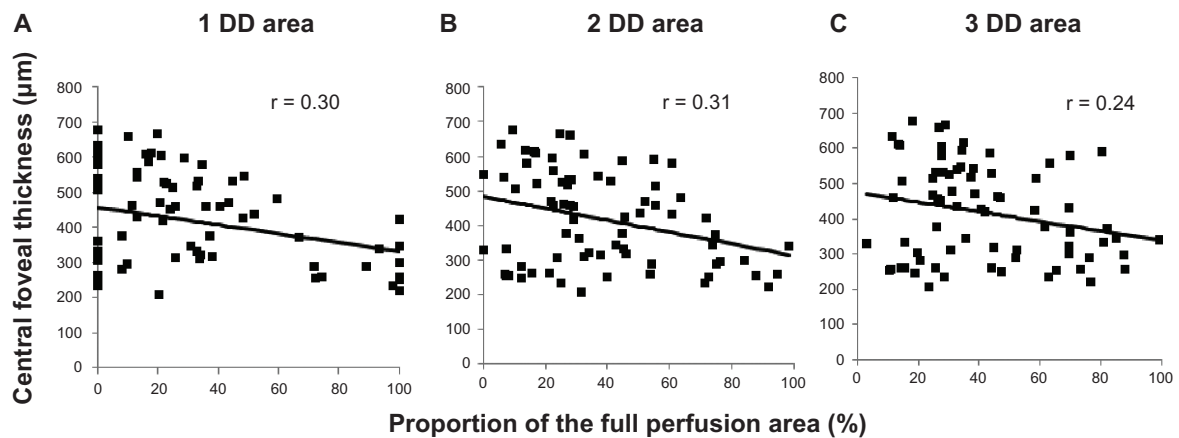 A 1 DD area B 2 DD area C 3 DD area
Central foveal thickness (µm)
800 800 800
r = 0.30 r = 0.31 r = 0.24
700 700 700
600 600 600
500 500 500
400 400 400
300 300 300
200 200 200
100 100 100
0 0 0
0 20 40 60 80 100 0 20 40 60 80 100 0 20 40 60 80 100
Proportion of the full perfusion area (%)